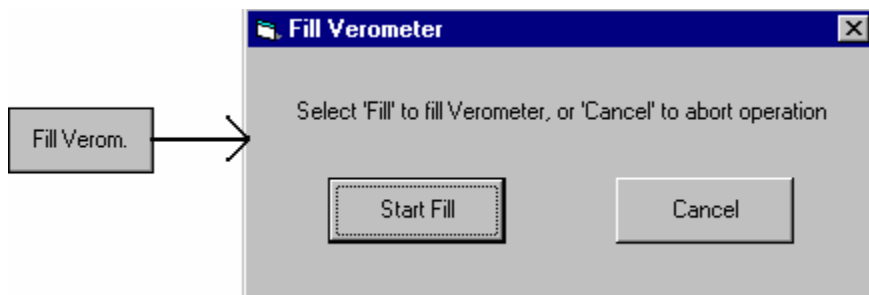 Fill Verometer
Select 'Fill' to fill Verometer, or 'Cancel' to abort operation
Fill Verom.
Start Fill
Cancel